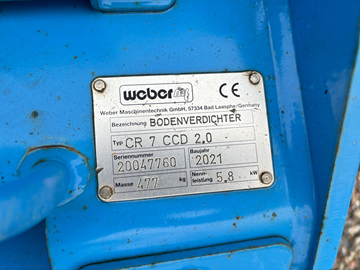 weber mt
CE
Weber Maschinentechnik GmbH, 57334 Bad Laasphe/Germany
Bezeichnung BODENVERDICHTER
Typ CR 7 CCD 2.0
Seriennummer Baujahr
20047760 2021
Masse 477 kg Nenn-leistung 5,8 kW